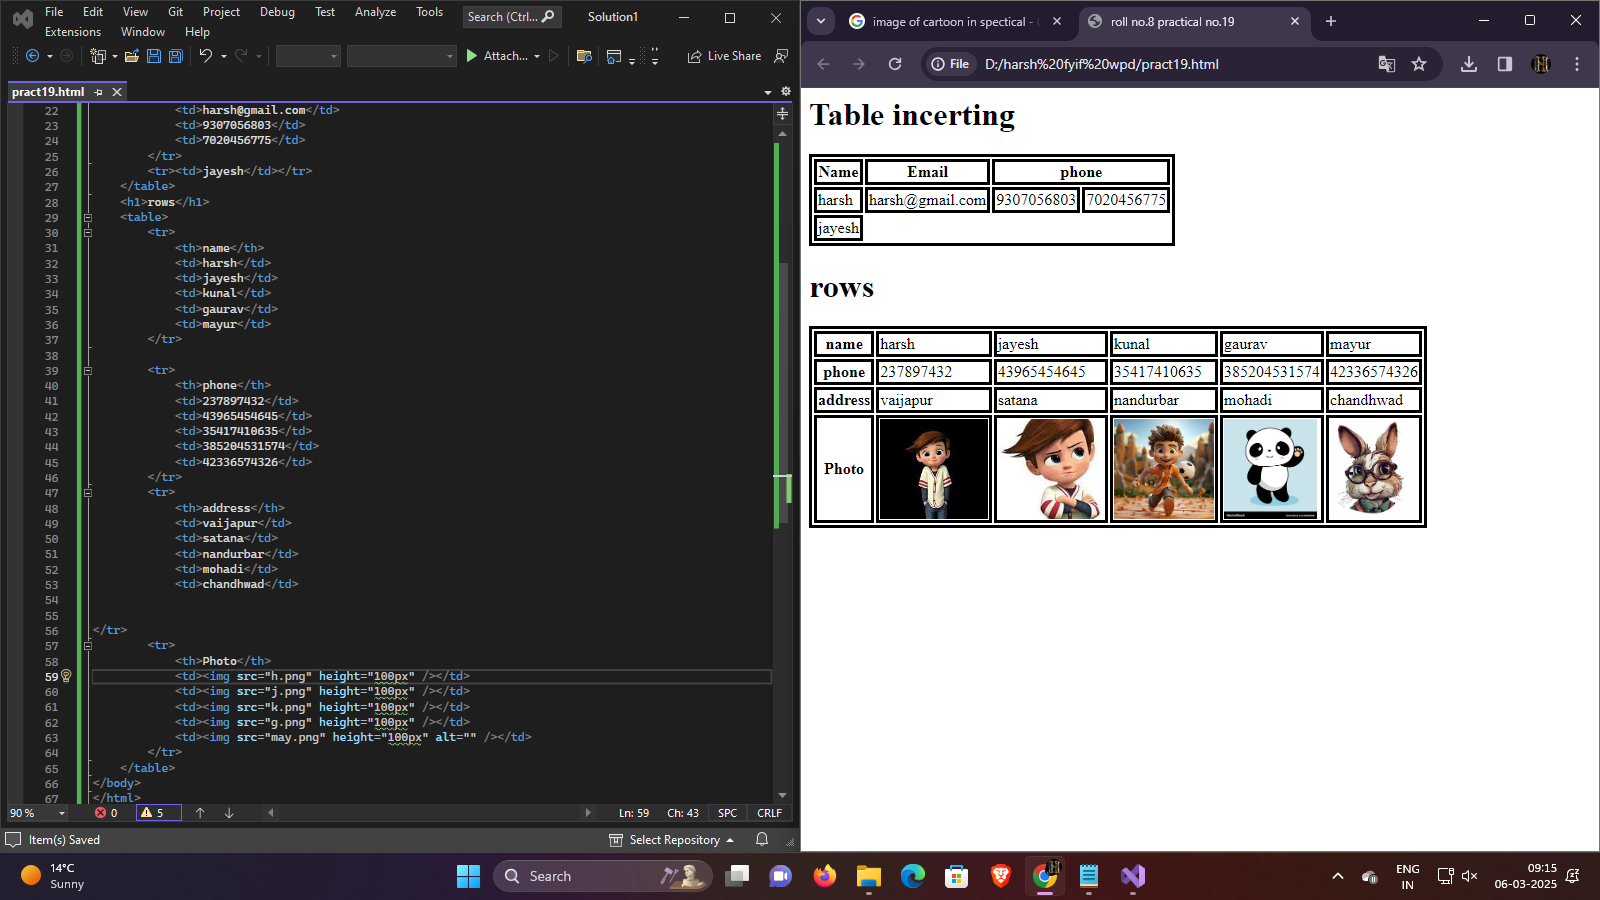 File Edit View Git Project Debug Test Analyze Tools Search (Ctrl... Solution1
Extensions Window Help
Attach... Live Share
pract19.html
22 <td>harsh@gmail.com</td>
23 <td>9307056803</td>
24 <td>7020456775</td>
25 </tr>
26 <tr><td>jayesh</td></tr>
27 </table>
28 <h1>rows</h1>
29 <table>
30 <tr>
31 <th>name</th>
32 <td>harsh</td>
33 <td>jayesh</td>
34 <td>kunal</td>
35 <td>gaurav</td>
36 <td>mayur</td>
37 </tr>
38
39 <tr>
40 <th>phone</th>
41 <td>237897432</td>
42 <td>43965454645</td>
43 <td>35417410635</td>
44 <td>385204531574</td>
45 <td>42336574326</td>
46 </tr>
47 <tr>
48 <th>address</th>
49 <td>vaijapur</td>
50 <td>satana</td>
51 <td>nandurbar</td>
52 <td>mohadi</td>
53 <td>chandhwad</td>
54
55
56 </tr>
57 <tr>
58 <th>Photo</th>
59 <td><img src="h.png" height="100px" /></td>
60 <td><img src="j.png" height="100px" /></td>
61 <td><img src="k.png" height="100px" /></td>
62 <td><img src="g.png" height="100px" /></td>
63 <td><img src="may.png" height="100px" alt="" /></td>
64 </tr>
65 </table>
66 </body>
67 </html>
90 % 0 5 Ln: 59 Ch: 43 SPC CRLF
Item(s) Saved Select Repository
image of cartoon in spectical - roll no.8 practical no.19
File D:/harsh%20fyif%20wpd/pract19.html
Table incerting
Name Email phone
harsh harsh@gmail.com 9307056803 7020456775
jayesh
rows
name harsh jayesh kunal gaurav mayur
phone 237897432 43965454645 35417410635 385204531574 42336574326
address vaijapur satana nandurbar mohadi chandhwad
Photo
14°C
Sunny
Search
ENG
IN
09:15
06-03-2025